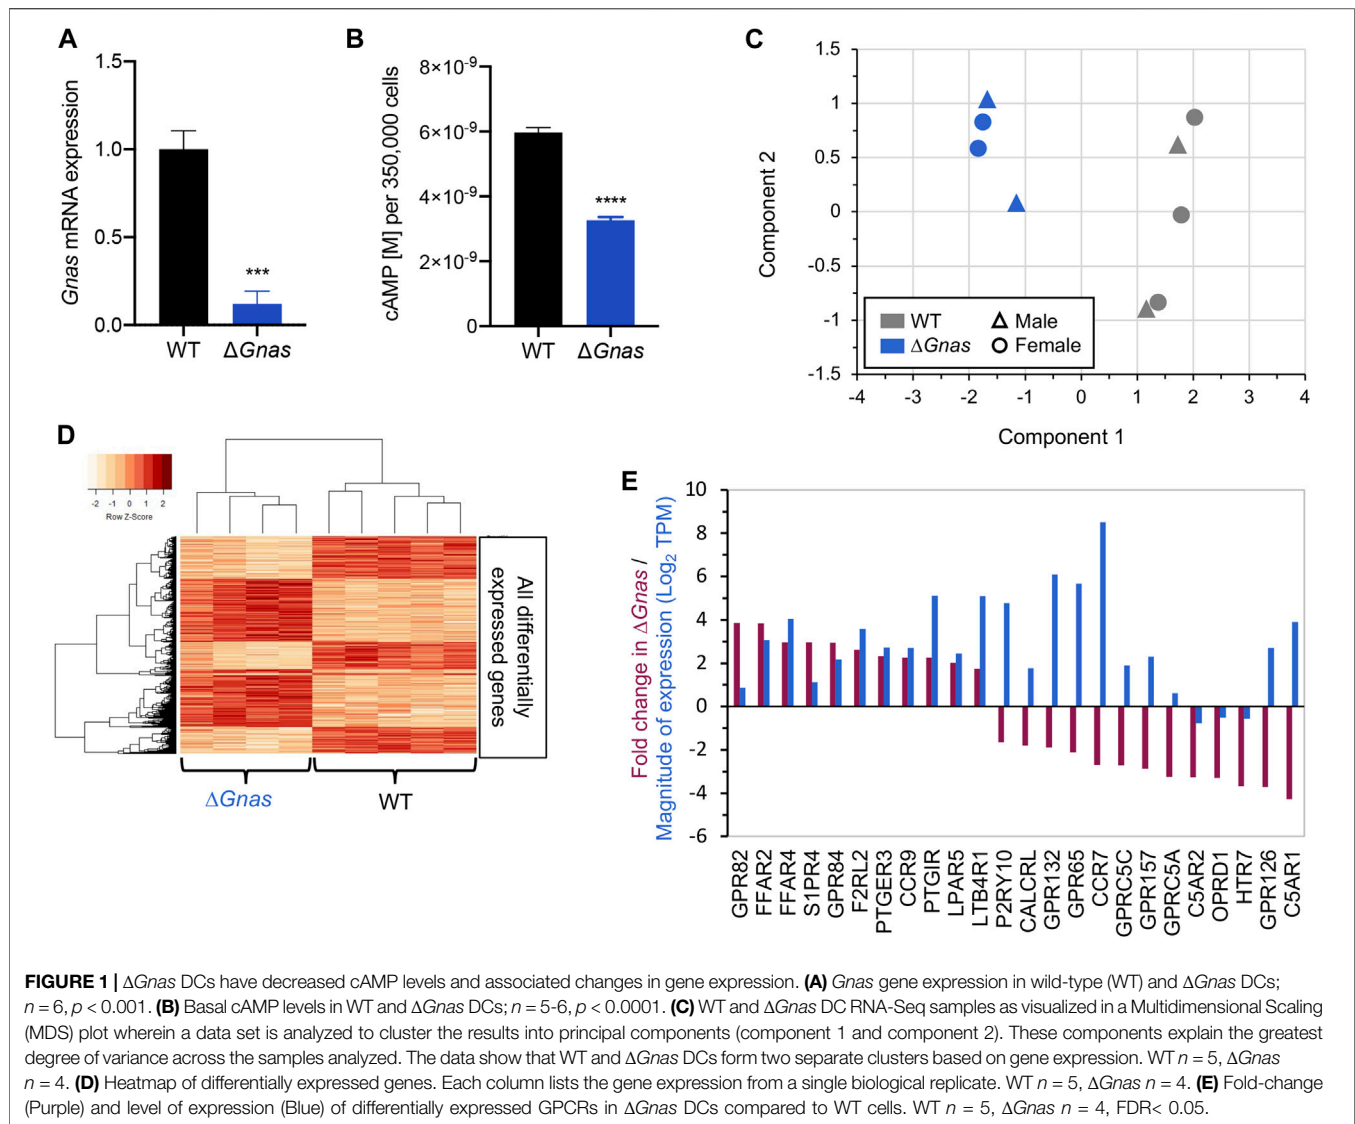 A
Gnas mRNA expression
1.5
1.0
0.5
0.0
***
WT
ΔGnas
B
cAMP [M] per 350,000 cells
8×10-9
6×10-9
4×10-9
2×10-9
0
****
WT
ΔGnas
C
Component 2
1.5
1
0.5
0
-0.5
-1
-1.5
WT
Male
ΔGnas
Female
-4 -3 -2 -1 0 1 2 3 4
Component 1
D
-2 -1 0 1 2
Row Z-Score
All differentially
expressed genes
ΔGnas
WT
E
Fold change in ΔGnas /
Magnitude of expression (Log2 TPM)
10
8
6
4
2
0
-2
-4
-6
GPR82
FFAR2
FFAR4
S1PR4
GPR84
F2RL2
PTGER3
CCR9
PTGIR
LPAR5
LTB4R1
P2RY10
CALCRL
GPR132
GPR65
CCR7
GPRC5C
GPR157
GPRC5A
C5AR2
OPRD1
HTR7
GPR126
C5AR1
FIGURE 1 | ΔGnas DCs have decreased cAMP levels and associated changes in gene expression. (A) Gnas gene expression in wild-type (WT) and ΔGnas DCs;
n = 6, p < 0.001. (B) Basal cAMP levels in WT and ΔGnas DCs; n = 5-6, p < 0.0001. (C) WT and ΔGnas DC RNA-Seq samples as visualized in a Multidimensional Scaling
(MDS) plot wherein a data set is analyzed to cluster the results into principal components (component 1 and component 2). These components explain the greatest
degree of variance across the samples analyzed. The data show that WT and ΔGnas DCs form two separate clusters based on gene expression. WT n = 5, ΔGnas
n = 4. (D) Heatmap of differentially expressed genes. Each column lists the gene expression from a single biological replicate. WT n = 5, ΔGnas n = 4. (E) Fold-change
(Purple) and level of expression (Blue) of differentially expressed GPCRs in ΔGnas DCs compared to WT cells. WT n = 5, ΔGnas n = 4, FDR< 0.05.